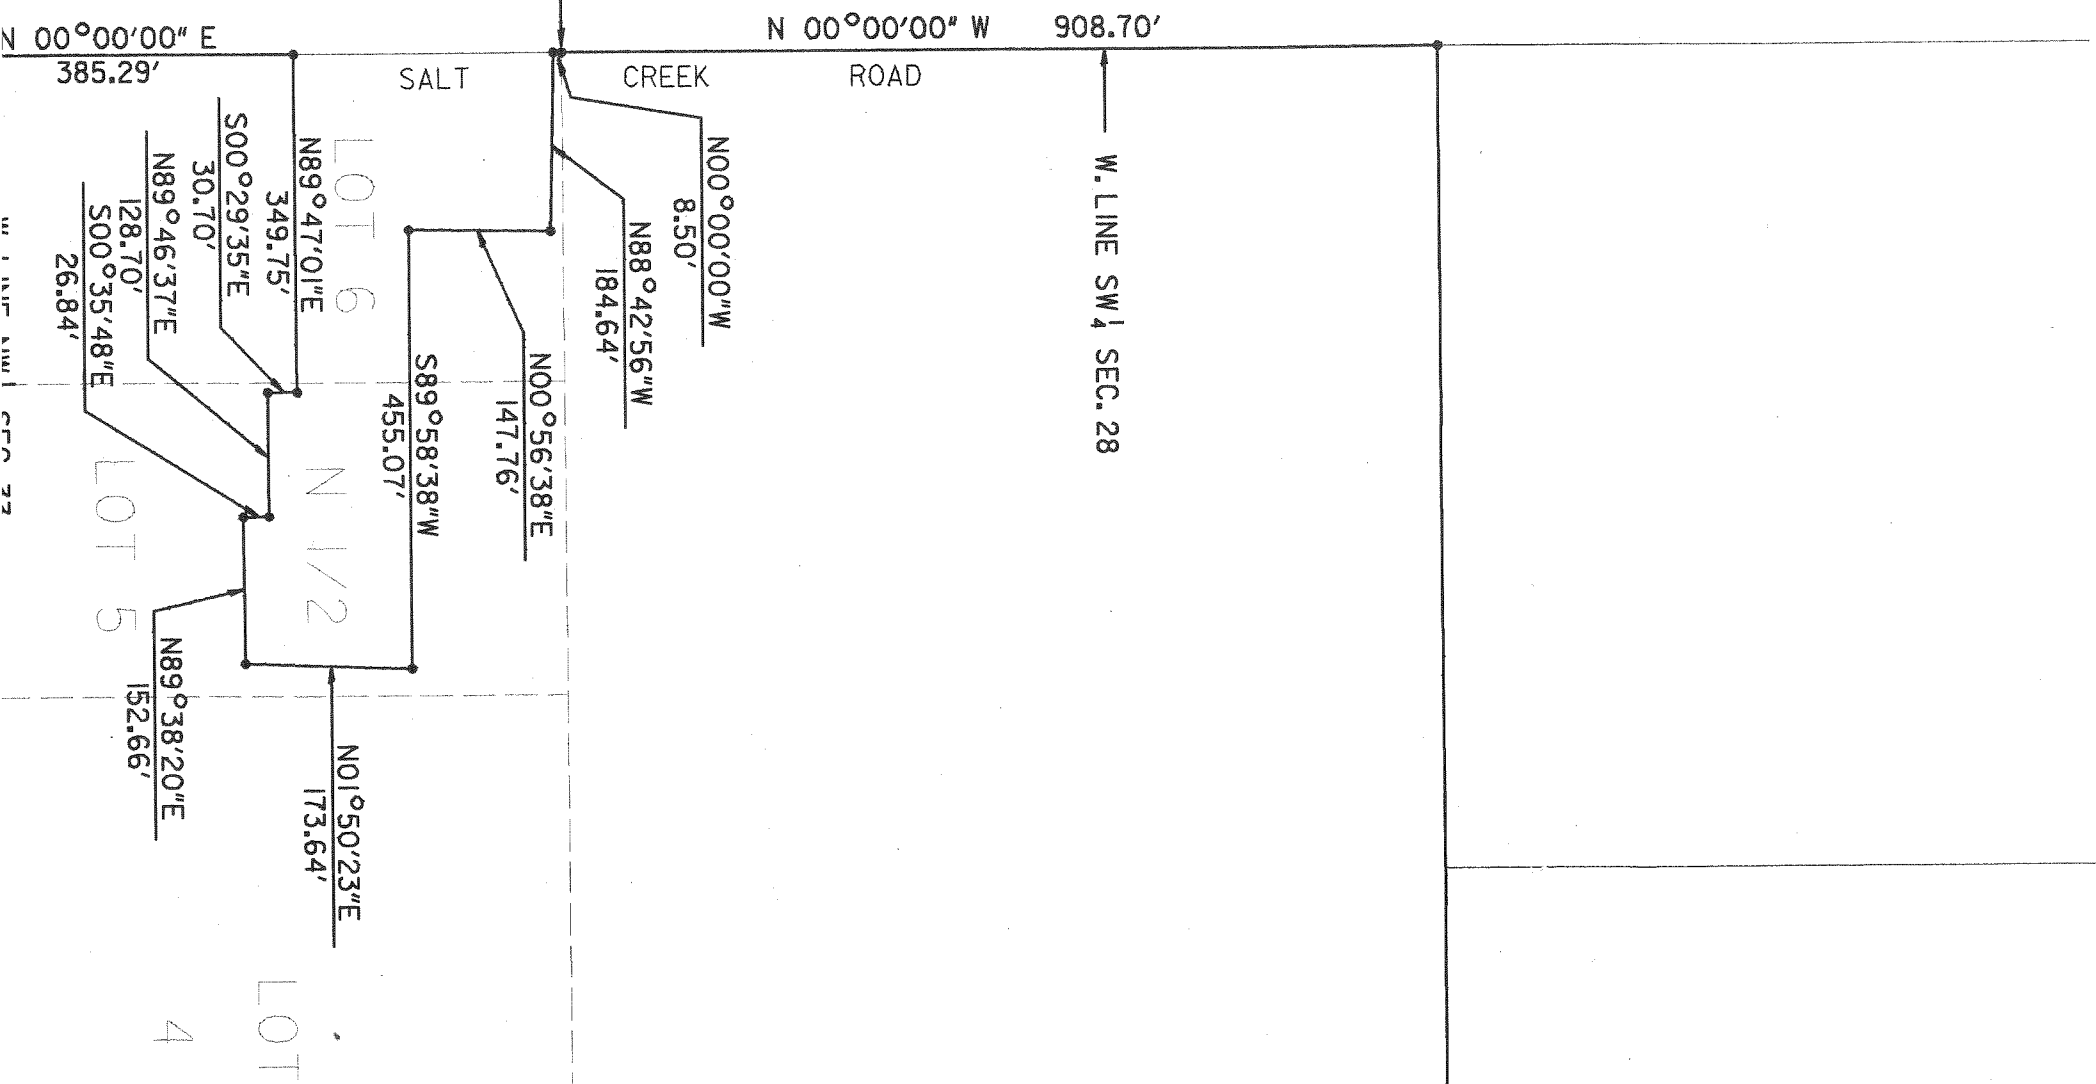 N 00°00'00" E
385.29'
N 00°00'00" W 908.70'
SALT CREEK ROAD
N00°00'00"W
8.50'
N88°42'56"W
184.64'
W. LINE SW 1/4 SEC. 28
N89°47'01"E
349.75'
S00°29'35"E
30.70'
N89°46'37"E
128.70'
S00°35'48"E
26.84'
LOT 6
N00°56'38"E
147.76'
S89°58'38"W
455.07'
N 1/2
LOT 5
N89°38'20"E
152.66'
N01°50'23"E
173.64'
LOT
4